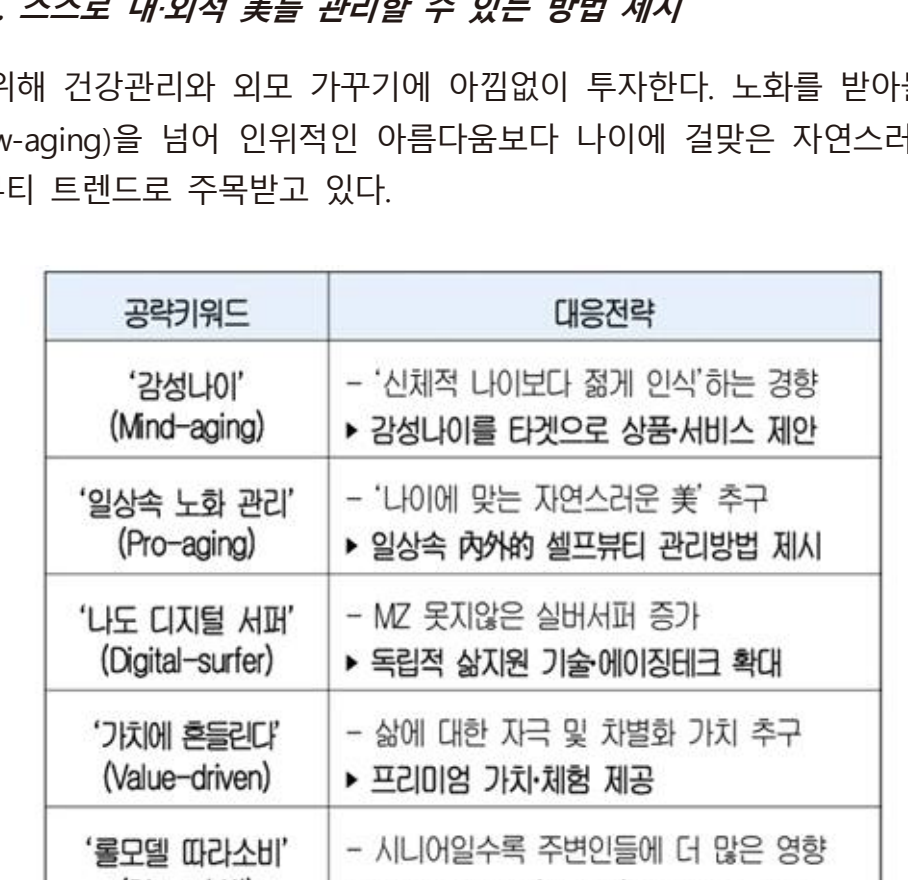 스스로 내·외적 美를 관리할 수 있는 방법 제시
위해 건강관리와 외모 가꾸기에 아낌없이 투자한다. 노화를
w-aging)을 넘어 인위적인 아름다움보다 나이에 걸맞은
트렌드로 주목받고 있다.
공략키워드 대응전략
‘감성나이’ – ‘신체적 나이보다 젊게 인식’하는 경향
(Mind-aging) ▶ 감성나이를 타겟으로 상품·서비스 제안
‘일상속 노화 관리’ – ‘나이에 맞는 자연스러운 美’ 추구
(Pro-aging) ▶ 일상속 內外的 셀프뷰티 관리방법 제시
‘나도 디지털 서퍼’ – MZ 못지않은 실버서퍼 증가
(Digital-surfer) ▶ 독립적 삶지원 기술·에이징테크 확대
‘가치에 흔들린다’ – 삶에 대한 자극 및 차별화 가치 추구
(Value-driven) ▶ 프리미엄 가치·체험 제공
‘롤모델 따라소비’ – 시니어일수록 주변인들에 더 많은 영향